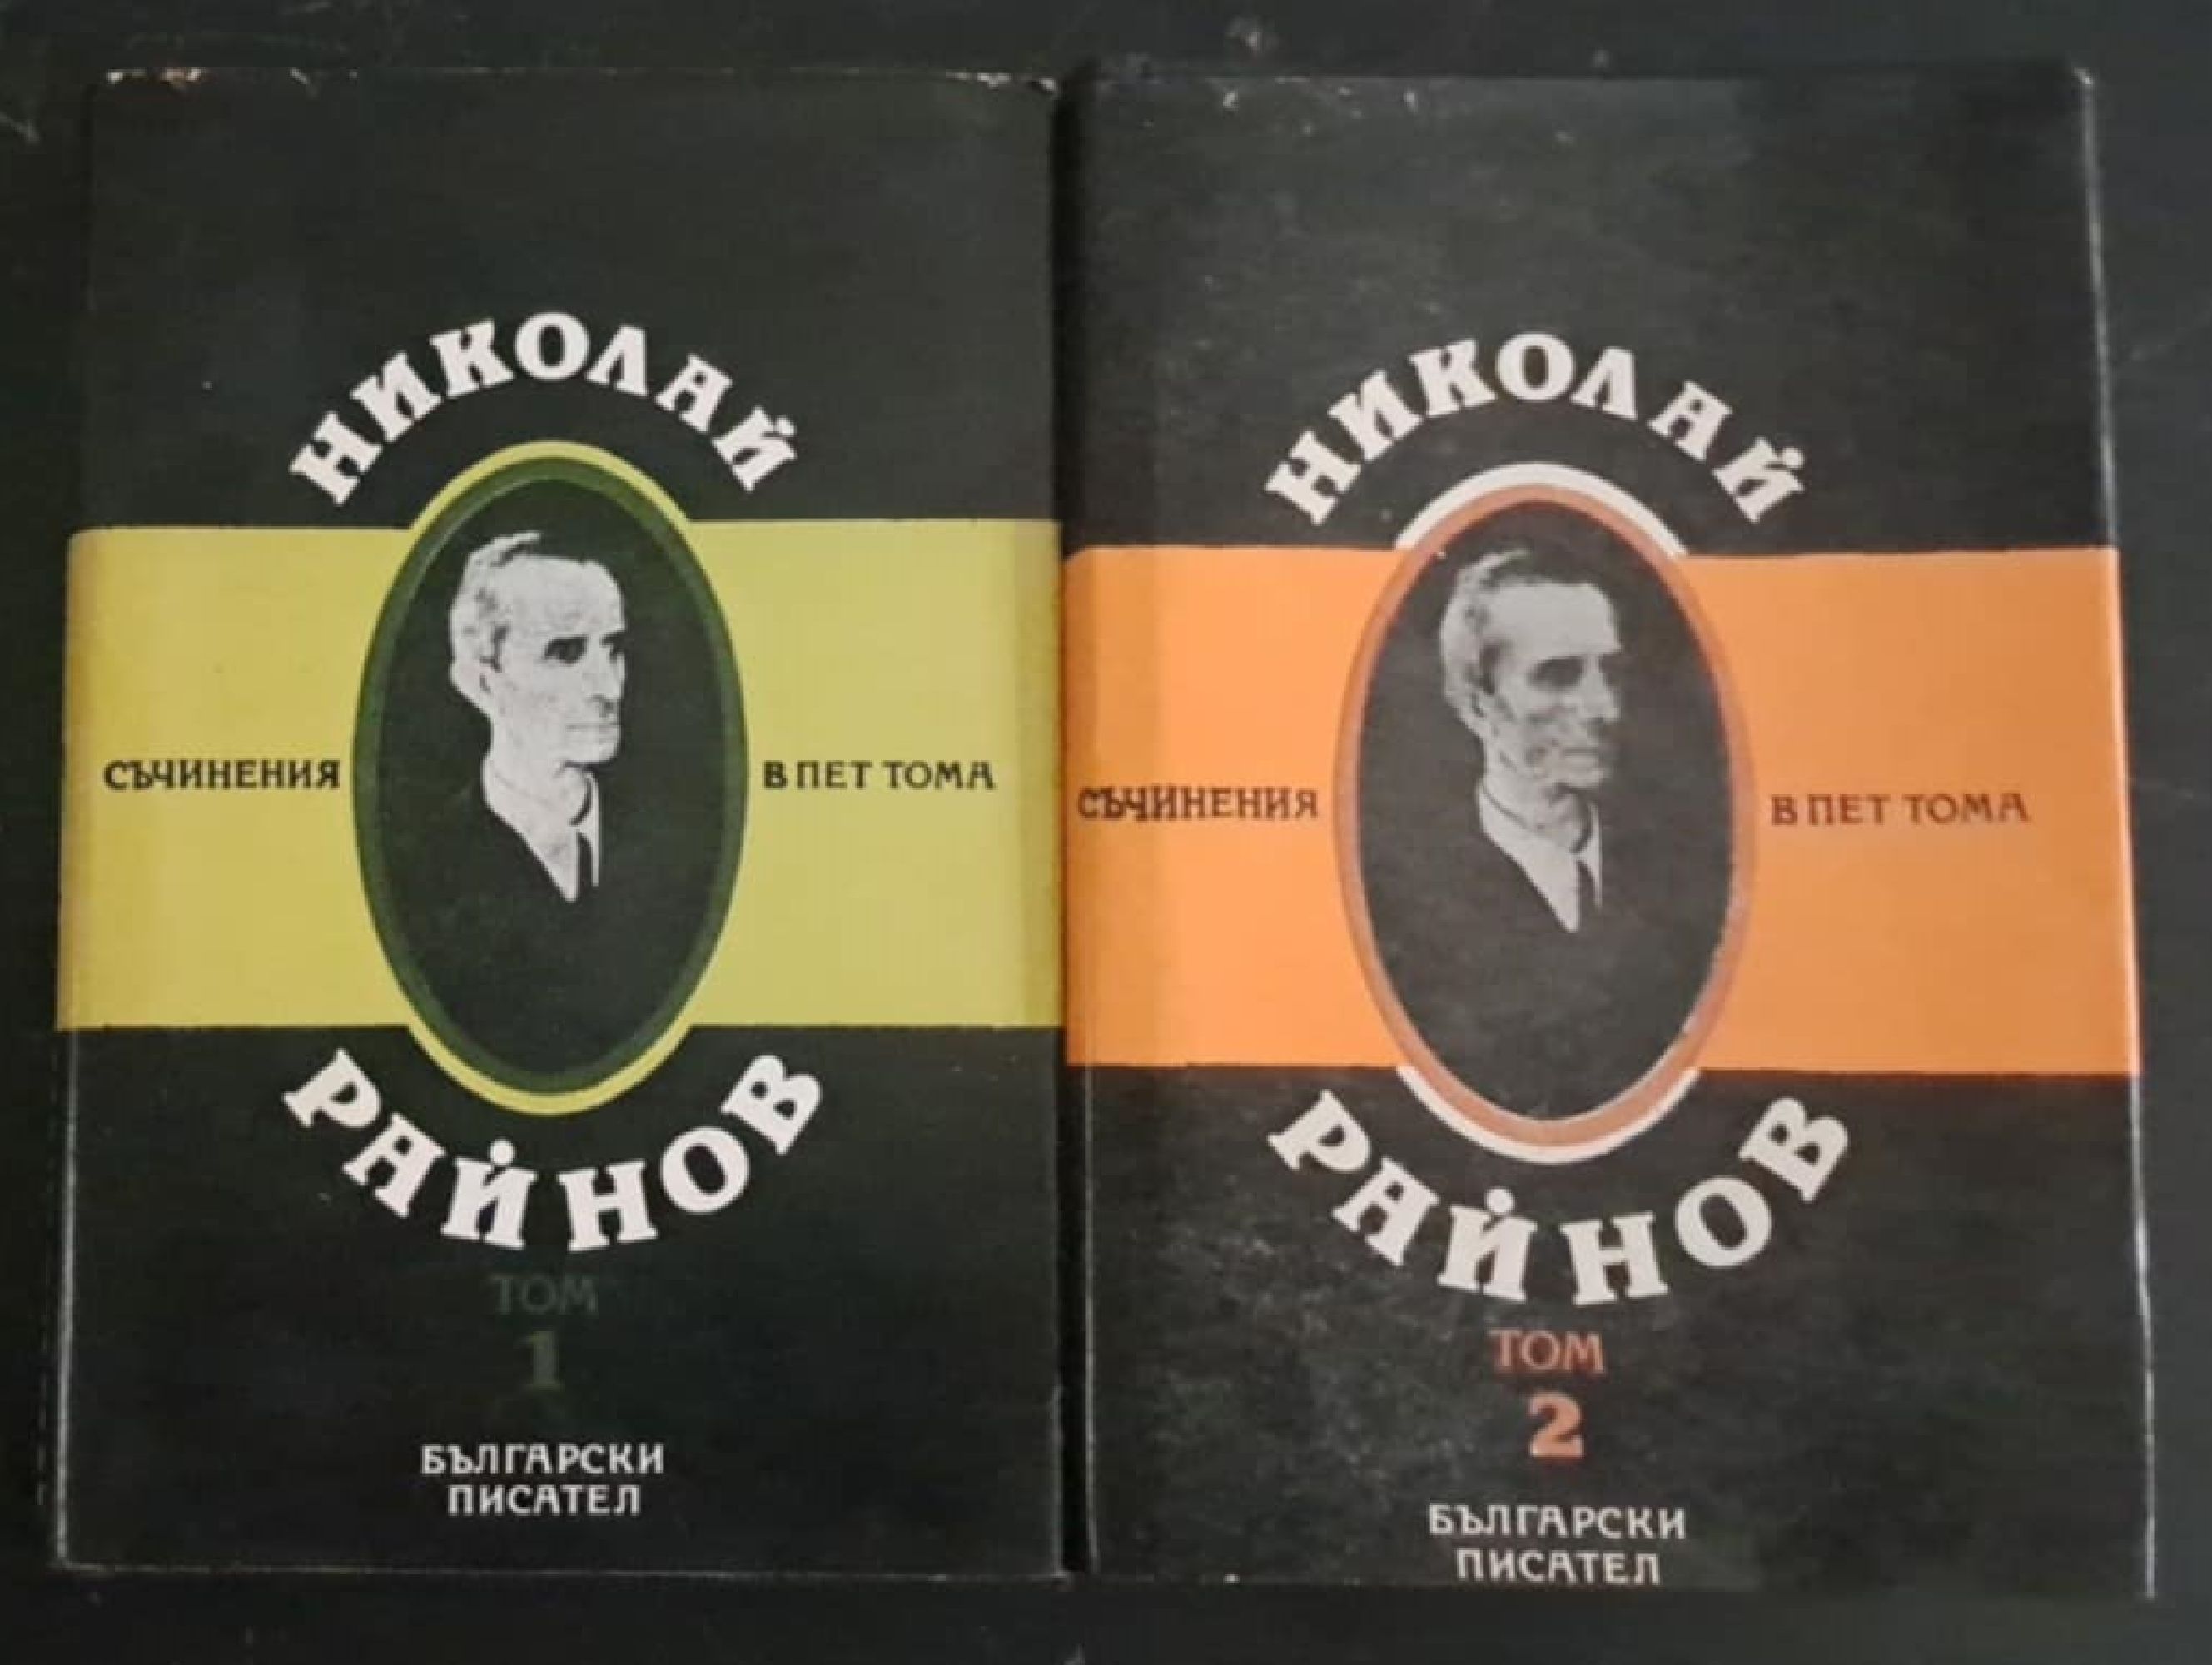 НИКОЛАЙ
СЪЧИНЕНИЯ В ПЕТ ТОМА
РАЙНОВ
ТОМ
1
БЪЛГАРСКИ
ПИСАТЕЛ
НИКОЛАЙ
СЪЧИНЕНИЯ В ПЕТ ТОМА
РАЙНОВ
ТОМ
2
БЪЛГАРСКИ
ПИСАТЕЛ